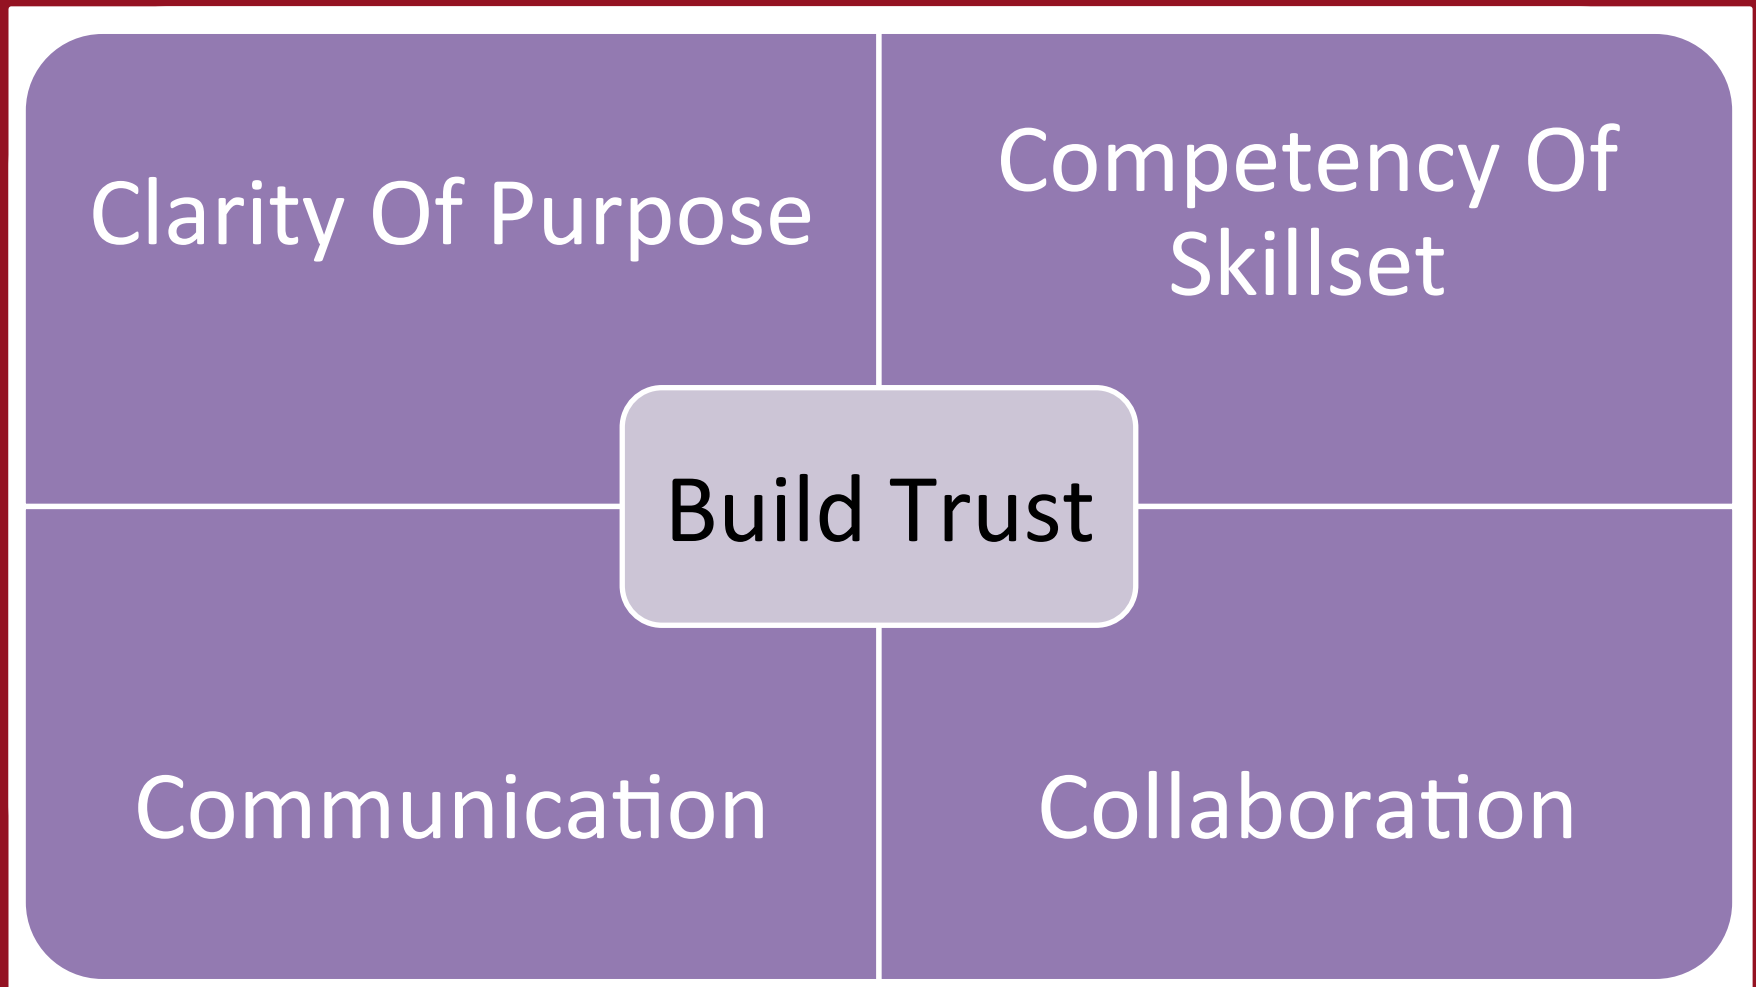 Clarity Of Purpose
Competency Of
Skillset
Build Trust
Communication
Collaboration